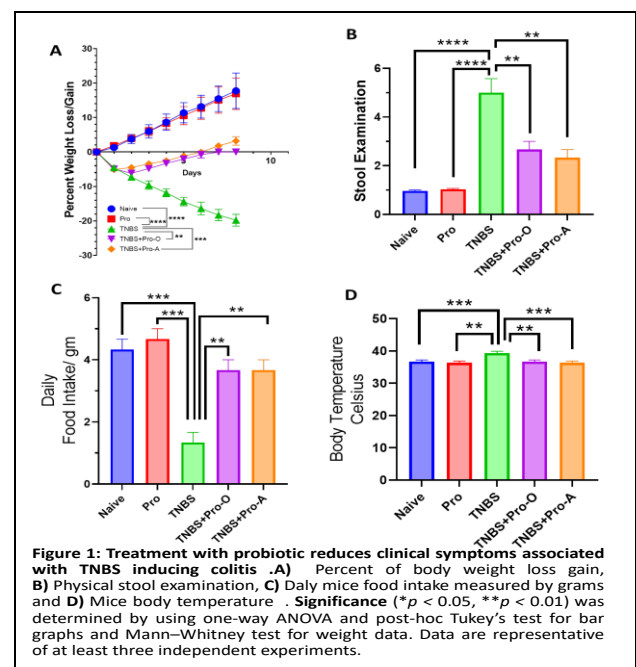 A
Percent Weight Loss/Gain
30
20
10
0
-10
-20
-30
10
Days
Naive
Pro
TNBS
TNBS+Pro-O
TNBS+Pro-A
****
****
**
***
B
Stool Examination
6
4
2
0
****
****
**
**
Naive
Pro
TNBS
TNBS+Pro-O
TNBS+Pro-A
C
Daily
Food Intake/ gm
6
4
2
0
***
***
**
**
Naive
Pro
TNBS
TNBS+Pro-O
TNBS+Pro-A
D
Body Temperature
Celsius
50
40
30
20
10
0
***
**
**
***
Naive
Pro
TNBS
TNBS+Pro-O
TNBS+Pro-A
Figure 1: Treatment with probiotic reduces clinical symptoms associated
with TNBS inducing colitis .A) Percent of body weight loss gain,
B) Physical stool examination, C) Daly mice food intake measured by grams
and D) Mice body temperature . Significance (*p < 0.05, **p < 0.01) was
determined by using one-way ANOVA and post-hoc Tukey’s test for bar
graphs and Mann–Whitney test for weight data. Data are representative
of at least three independent experiments.